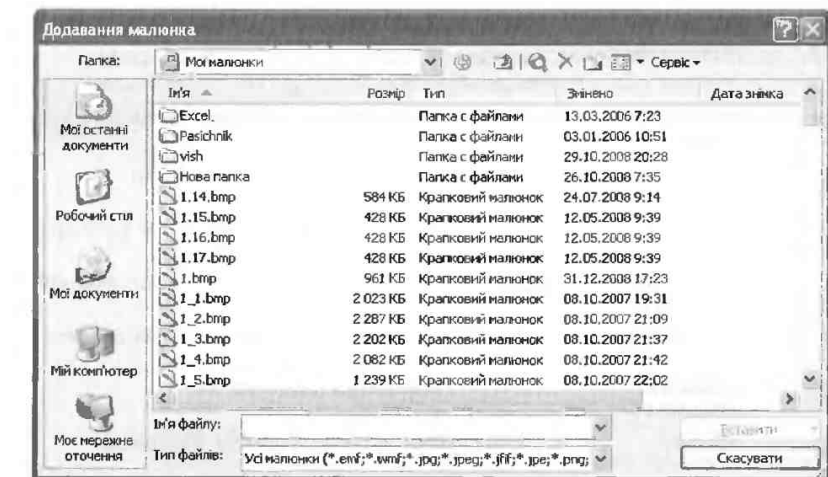 Додавання малюнка
Папка: Мої малюнки Сервіс
Ім'я Розмір Тип Змінено Дата знімка
Excel. Папка с файлами 13.03.2006 7:23
Pasichnik Папка с файлами 03.01.2006 10:51
vish Папка с файлами 29.10.2008 20:28
Нова папка Папка с файлами 26.10.2008 7:35
1.14.bmp 584 КБ Крапковий малюнок 24.07.2008 9:14
1.15.bmp 428 КБ Крапковий малюнок 12.05.2008 9:39
1.16.bmp 428 КБ Крапковий малюнок 12.05.2008 9:39
1.17.bmp 428 КБ Крапковий малюнок 12.05.2008 9:39
1.bmp 961 КБ Крапковий малюнок 31.12.2008 17:23
1_1.bmp 2 023 КБ Крапковий малюнок 08.10.2007 19:31
1_2.bmp 2 287 КБ Крапковий малюнок 08.10.2007 21:09
1_3.bmp 2 202 КБ Крапковий малюнок 08.10.2007 21:37
1_4.bmp 2 082 КБ Крапковий малюнок 08.10.2007 21:42
1_5.bmp 1 239 КБ Крапковий малюнок 08.10.2007 22:02
Мої останні
документи
Робочий стіл
Мої документи
Мій комп'ютер
Моє мережне
оточення
Ім'я файлу:
Вставити
Тип файлів: Усі малюнки (*.emf;*.wmf;*.jpg;*.jpeg;*.jfif;*.jpe;*.png;
Скасувати